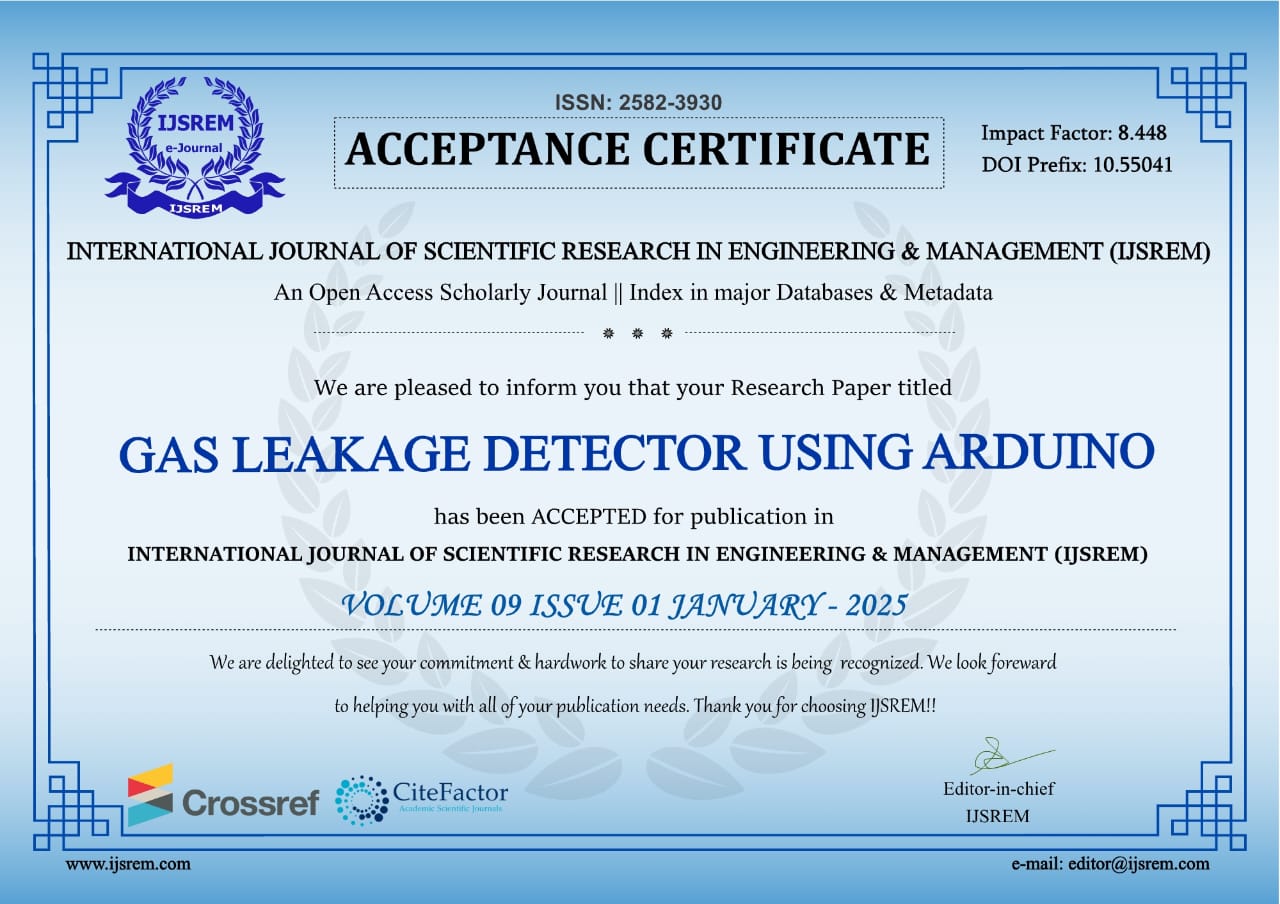 ISSN: 2582-3930
IJSREM
e-Journal
IJSREM
ACCEPTANCE CERTIFICATE
Impact Factor: 8.448
DOI Prefix: 10.55041
INTERNATIONAL JOURNAL OF SCIENTIFIC RESEARCH IN ENGINEERING & MANAGEMENT (IJSREM)
An Open Access Scholarly Journal || Index in major Databases & Metadata
We are pleased to inform you that your Research Paper titled
GAS LEAKAGE DETECTOR USING ARDUINO
has been ACCEPTED for publication in
INTERNATIONAL JOURNAL OF SCIENTIFIC RESEARCH IN ENGINEERING & MANAGEMENT (IJSREM)
VOLUME 09 ISSUE 01 JANUARY - 2025
We are delighted to see your commitment & hardwork to share your research is being recognized. We look foreward
to helping you with all of your publication needs. Thank you for choosing IJSREM!!
Crossref
CiteFactor
Academic Scientific Journals
Editor-in-chief
IJSREM
www.ijsrem.com
e-mail: editor@ijsrem.com